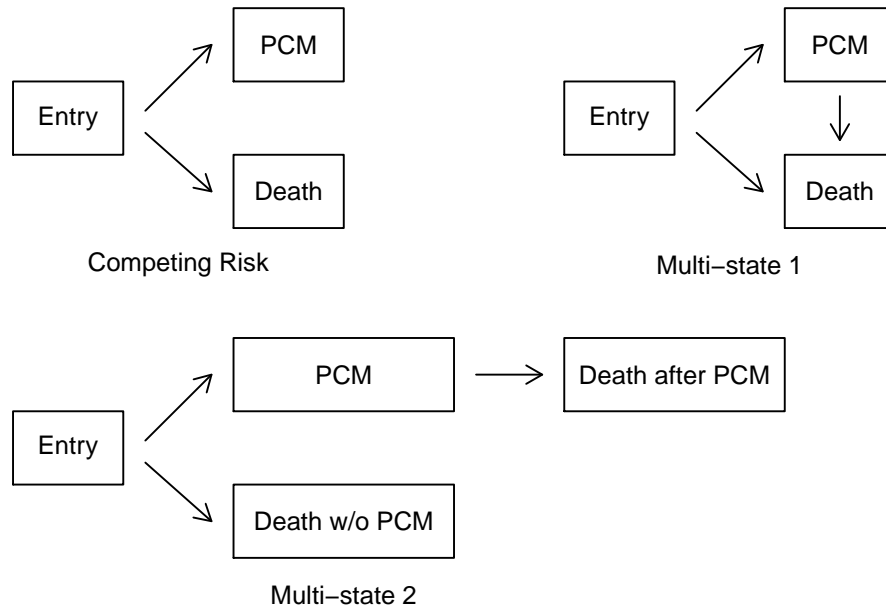 PCM
Entry
Death
Competing Risk
PCM
Entry
Death
Multi−state 1
PCM
Death after PCM
Entry
Death w/o PCM
Multi−state 2